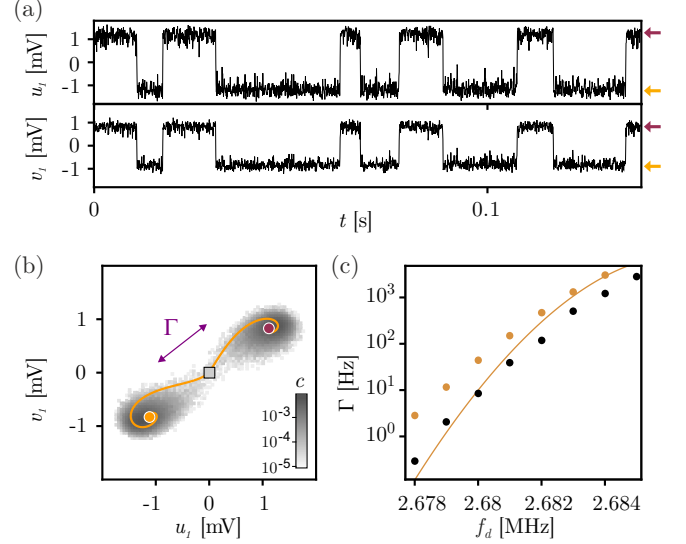 (a)
1
0
-1
u₁ [mV]
1
-1
v₁ [mV]
0
0.1
t [s]
(b)
1
0
-1
v₁ [mV]
Γ
c
10⁻³
10⁻⁴
10⁻⁵
-1
0
1
u₁ [mV]
(c)
10³
10²
10¹
10⁰
Γ [Hz]
2.678
2.68
2.682
2.684
f_d [MHz]